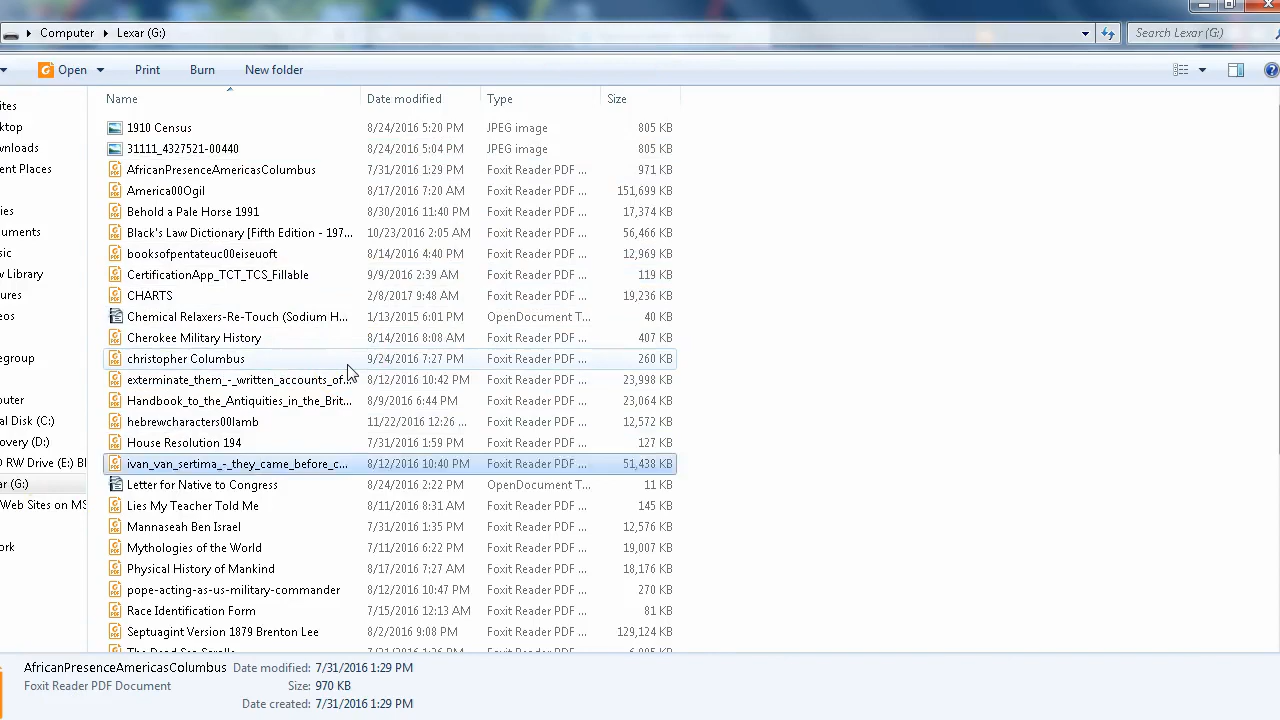 Computer Lexar (G:) Search Lexar (G:)
Open Print Burn New folder
Name Date modified Type Size
1910 Census 8/24/2016 5:20 PM JPEG image 805 KB
31111_4327521-00440 8/24/2016 5:04 PM JPEG image 805 KB
AfricanPresenceAmericasColumbus 7/31/2016 1:29 PM Foxit Reader PDF ... 971 KB
America00Ogil 8/17/2016 7:20 AM Foxit Reader PDF ... 151,699 KB
Behold a Pale Horse 1991 8/30/2016 11:40 PM Foxit Reader PDF ... 17,374 KB
Black's Law Dictionary [Fifth Edition - 197... 10/23/2016 2:05 AM Foxit Reader PDF ... 56,466 KB
booksofpentateuc00eiseuoft 8/14/2016 4:40 PM Foxit Reader PDF ... 12,969 KB
CertificationApp_TCT_TCS_Fillable 9/9/2016 2:39 AM Foxit Reader PDF ... 119 KB
CHARTS 2/8/2017 9:48 AM Foxit Reader PDF ... 19,236 KB
Chemical Relaxers-Re-Touch (Sodium H... 1/13/2015 6:01 PM OpenDocument T... 40 KB
Cherokee Military History 8/14/2016 8:08 AM Foxit Reader PDF ... 407 KB
christopher Columbus 9/24/2016 7:27 PM Foxit Reader PDF ... 260 KB
exterminate_them_-_written_accounts_of... 8/12/2016 10:42 PM Foxit Reader PDF ... 23,998 KB
Handbook_to_the_Antiquities_in_the_Brit... 8/9/2016 6:44 PM Foxit Reader PDF ... 23,064 KB
hebrewcharacters00lamb 11/22/2016 12:26 ... Foxit Reader PDF ... 12,572 KB
House Resolution 194 7/31/2016 1:59 PM Foxit Reader PDF ... 127 KB
ivan_van_sertima_-_they_came_before_c... 8/12/2016 10:40 PM Foxit Reader PDF ... 51,438 KB
Letter for Native to Congress 8/24/2016 2:22 PM OpenDocument T... 11 KB
Lies My Teacher Told Me 8/11/2016 8:31 AM Foxit Reader PDF ... 145 KB
Mannaseah Ben Israel 7/31/2016 1:35 PM Foxit Reader PDF ... 12,576 KB
Mythologies of the World 7/11/2016 6:22 PM Foxit Reader PDF ... 19,007 KB
Physical History of Mankind 8/17/2016 7:27 AM Foxit Reader PDF ... 18,176 KB
pope-acting-as-us-military-commander 8/12/2016 10:47 PM Foxit Reader PDF ... 270 KB
Race Identification Form 7/15/2016 12:13 AM Foxit Reader PDF ... 81 KB
Septuagint Version 1879 Brenton Lee 8/2/2016 9:08 PM Foxit Reader PDF ... 129,124 KB
ites
ktop
wnloads
ent Places
ies
uments
sic
w Library
ures
eos
egroup
puter
al Disk (C:)
overy (D:)
RW Drive (E:) Bl
ar (G:)
Web Sites on MS
ork
AfricanPresenceAmericasColumbus Date modified: 7/31/2016 1:29 PM
Foxit Reader PDF Document Size: 970 KB
Date created: 7/31/2016 1:29 PM